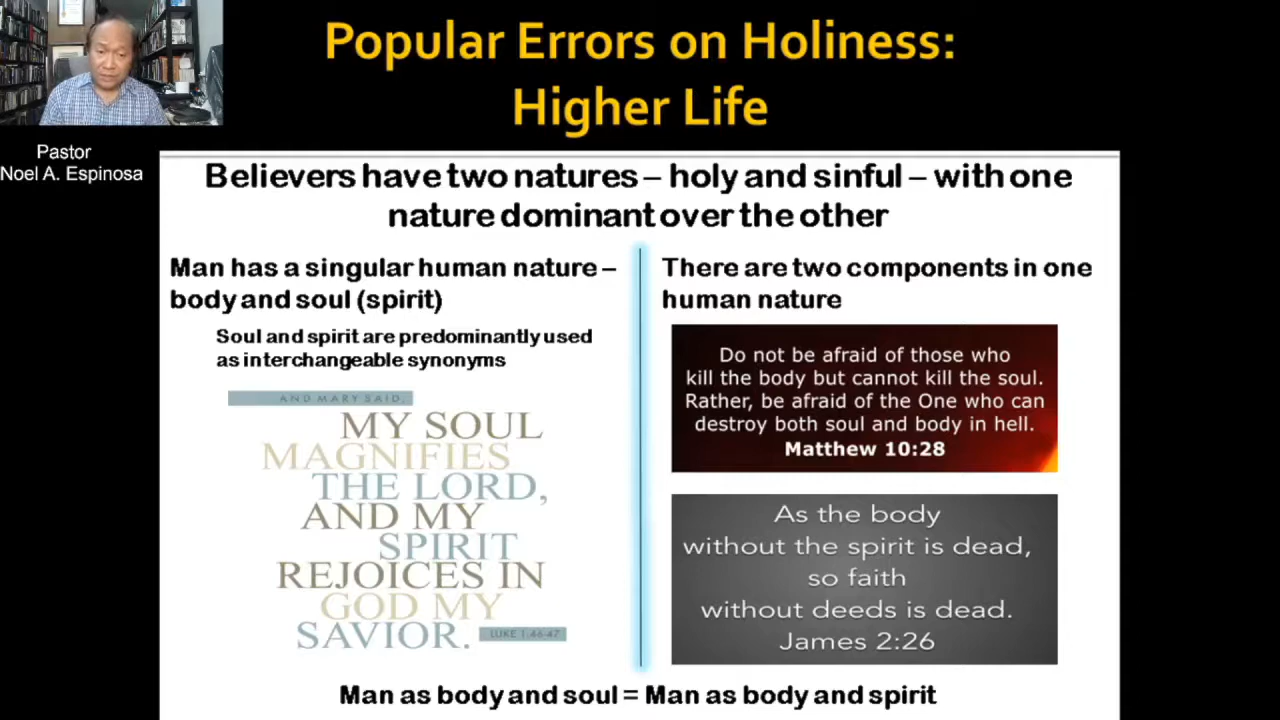 Popular Errors on Holiness:
Higher Life
Pastor
Noel A. Espinosa
Believers have two natures – holy and sinful – with one
nature dominant over the other
Man has a singular human nature –
body and soul (spirit)
Soul and spirit are predominantly used
as interchangeable synonyms
AND MARY SAID,
MY SOUL
MAGNIFIES
THE LORD,
AND MY
SPIRIT
REJOICES IN
GOD MY
SAVIOR.
LUKE 1:46-47
There are two components in one
human nature
Do not be afraid of those who
kill the body but cannot kill the soul.
Rather, be afraid of the One who can
destroy both soul and body in hell.
Matthew 10:28
As the body
without the spirit is dead,
so faith
without deeds is dead.
James 2:26
Man as body and soul = Man as body and spirit